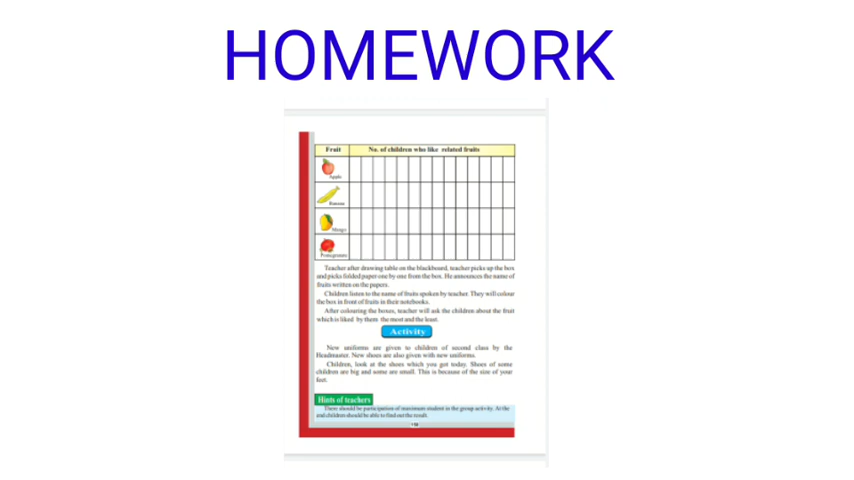 HOMEWORK
Fruit No. of children who like related fruits
Apple
Banana
Mango
Pomegranate
Teacher after drawing table on the blackboard, teacher picks up the box
and picks folded paper one by one from the box. He announces the name of
fruits written on the papers.
Children listen to the name of fruits spoken by teacher. They will colour
the box in front of fruits in their notebooks.
After colouring the boxes, teacher will ask the children about the fruit
which is liked by them the most and the least.
Activity
New uniforms are given to children of second class by the
Headmaster. New shoes are also given with new uniforms.
Children, look at the shoes which you got today. Shoes of some
children are big and some are small. This is because of the size of your
feet.
Hints of teachers
There should be participation of maximum student in the group activity. At the
end children should be able to find out the result.